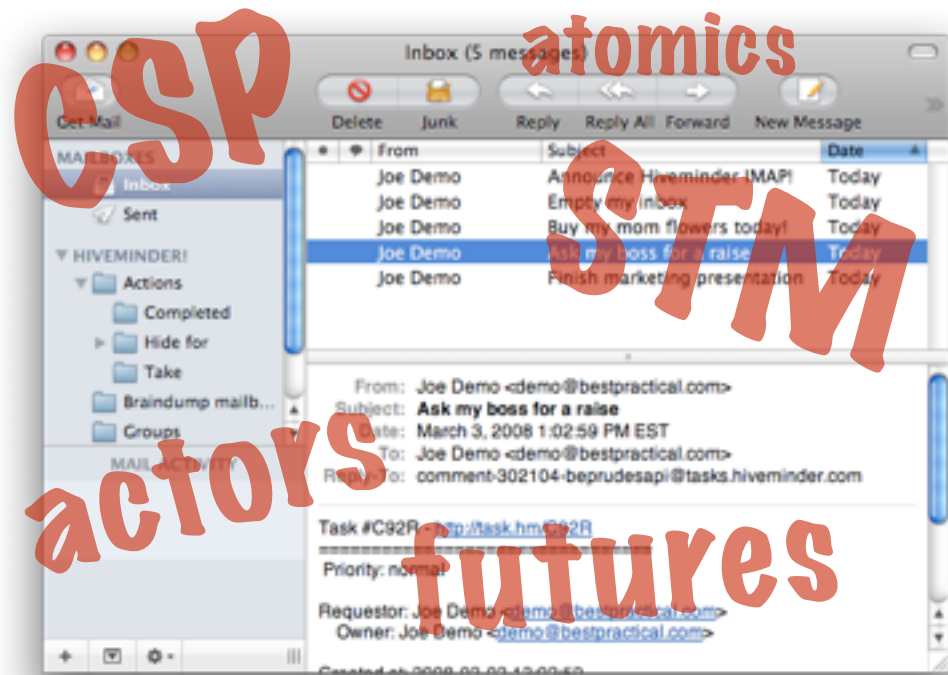 CSP
atomics
Inbox (5 messages)
Get Mail
Delete Junk Reply Reply All Forward New Message
MAILBOXES
Inbox
Sent
HIVEMINDER!
Actions
Completed
Hide for
Take
Braindump mailb...
Groups
MAIL ACTIVITY
From Subject Date
Joe Demo Announce Hiveminder IMAP! Today
Joe Demo Empty my inbox Today
Joe Demo Buy my mom flowers today! Today
Joe Demo Ask my boss for a raise Today
Joe Demo Finish marketing presentation Today
STM
From: Joe Demo <demo@bestpractical.com>
Subject: Ask my boss for a raise
Date: March 3, 2008 1:02:59 PM EST
To: Joe Demo <demo@bestpractical.com>
Reply-To: comment-302104-beprudesapi@tasks.hiveminder.com
actors
Task #C92R - http://task.hm/C92R
==================================
Priority: normal
futures
Requestor: Joe Demo <demo@bestpractical.com>
Owner: Joe Demo <demo@bestpractical.com>